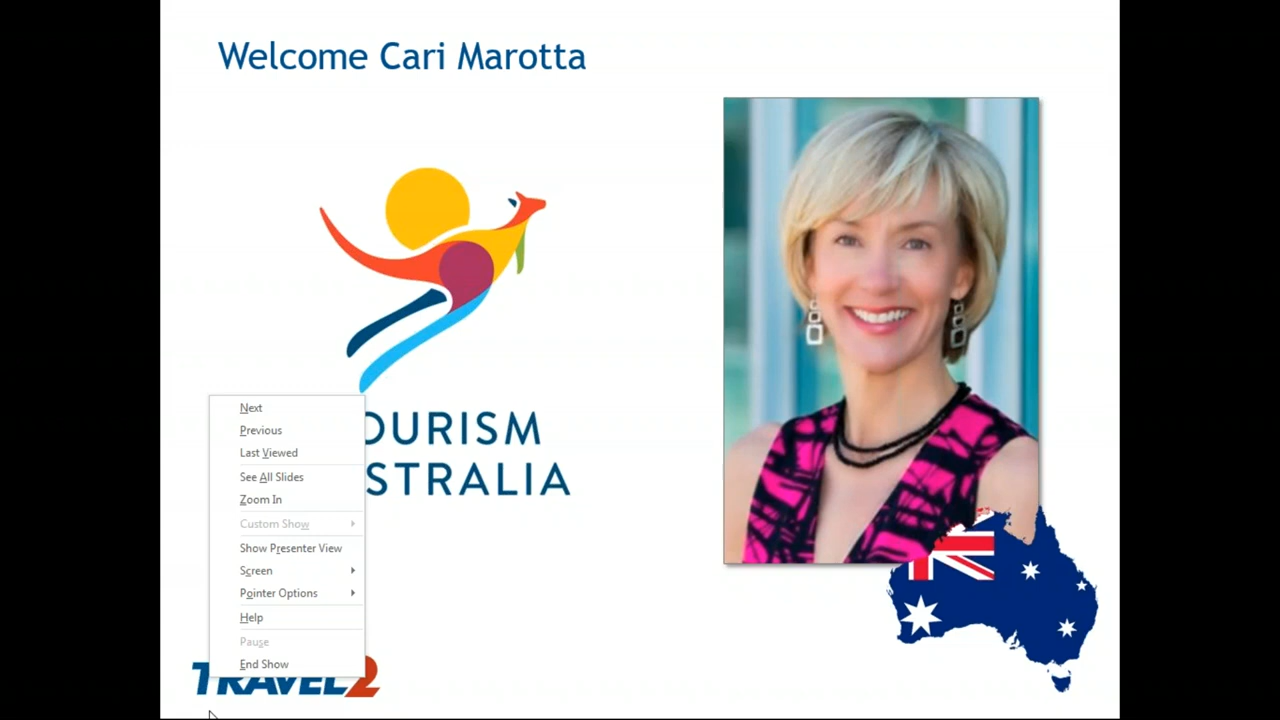 Welcome Cari Marotta
OURISM
STRALIA
Next
Previous
Last Viewed
See All Slides
Zoom In
Custom Show
Show Presenter View
Screen
Pointer Options
Help
Pause
End Show
TRAVEL2